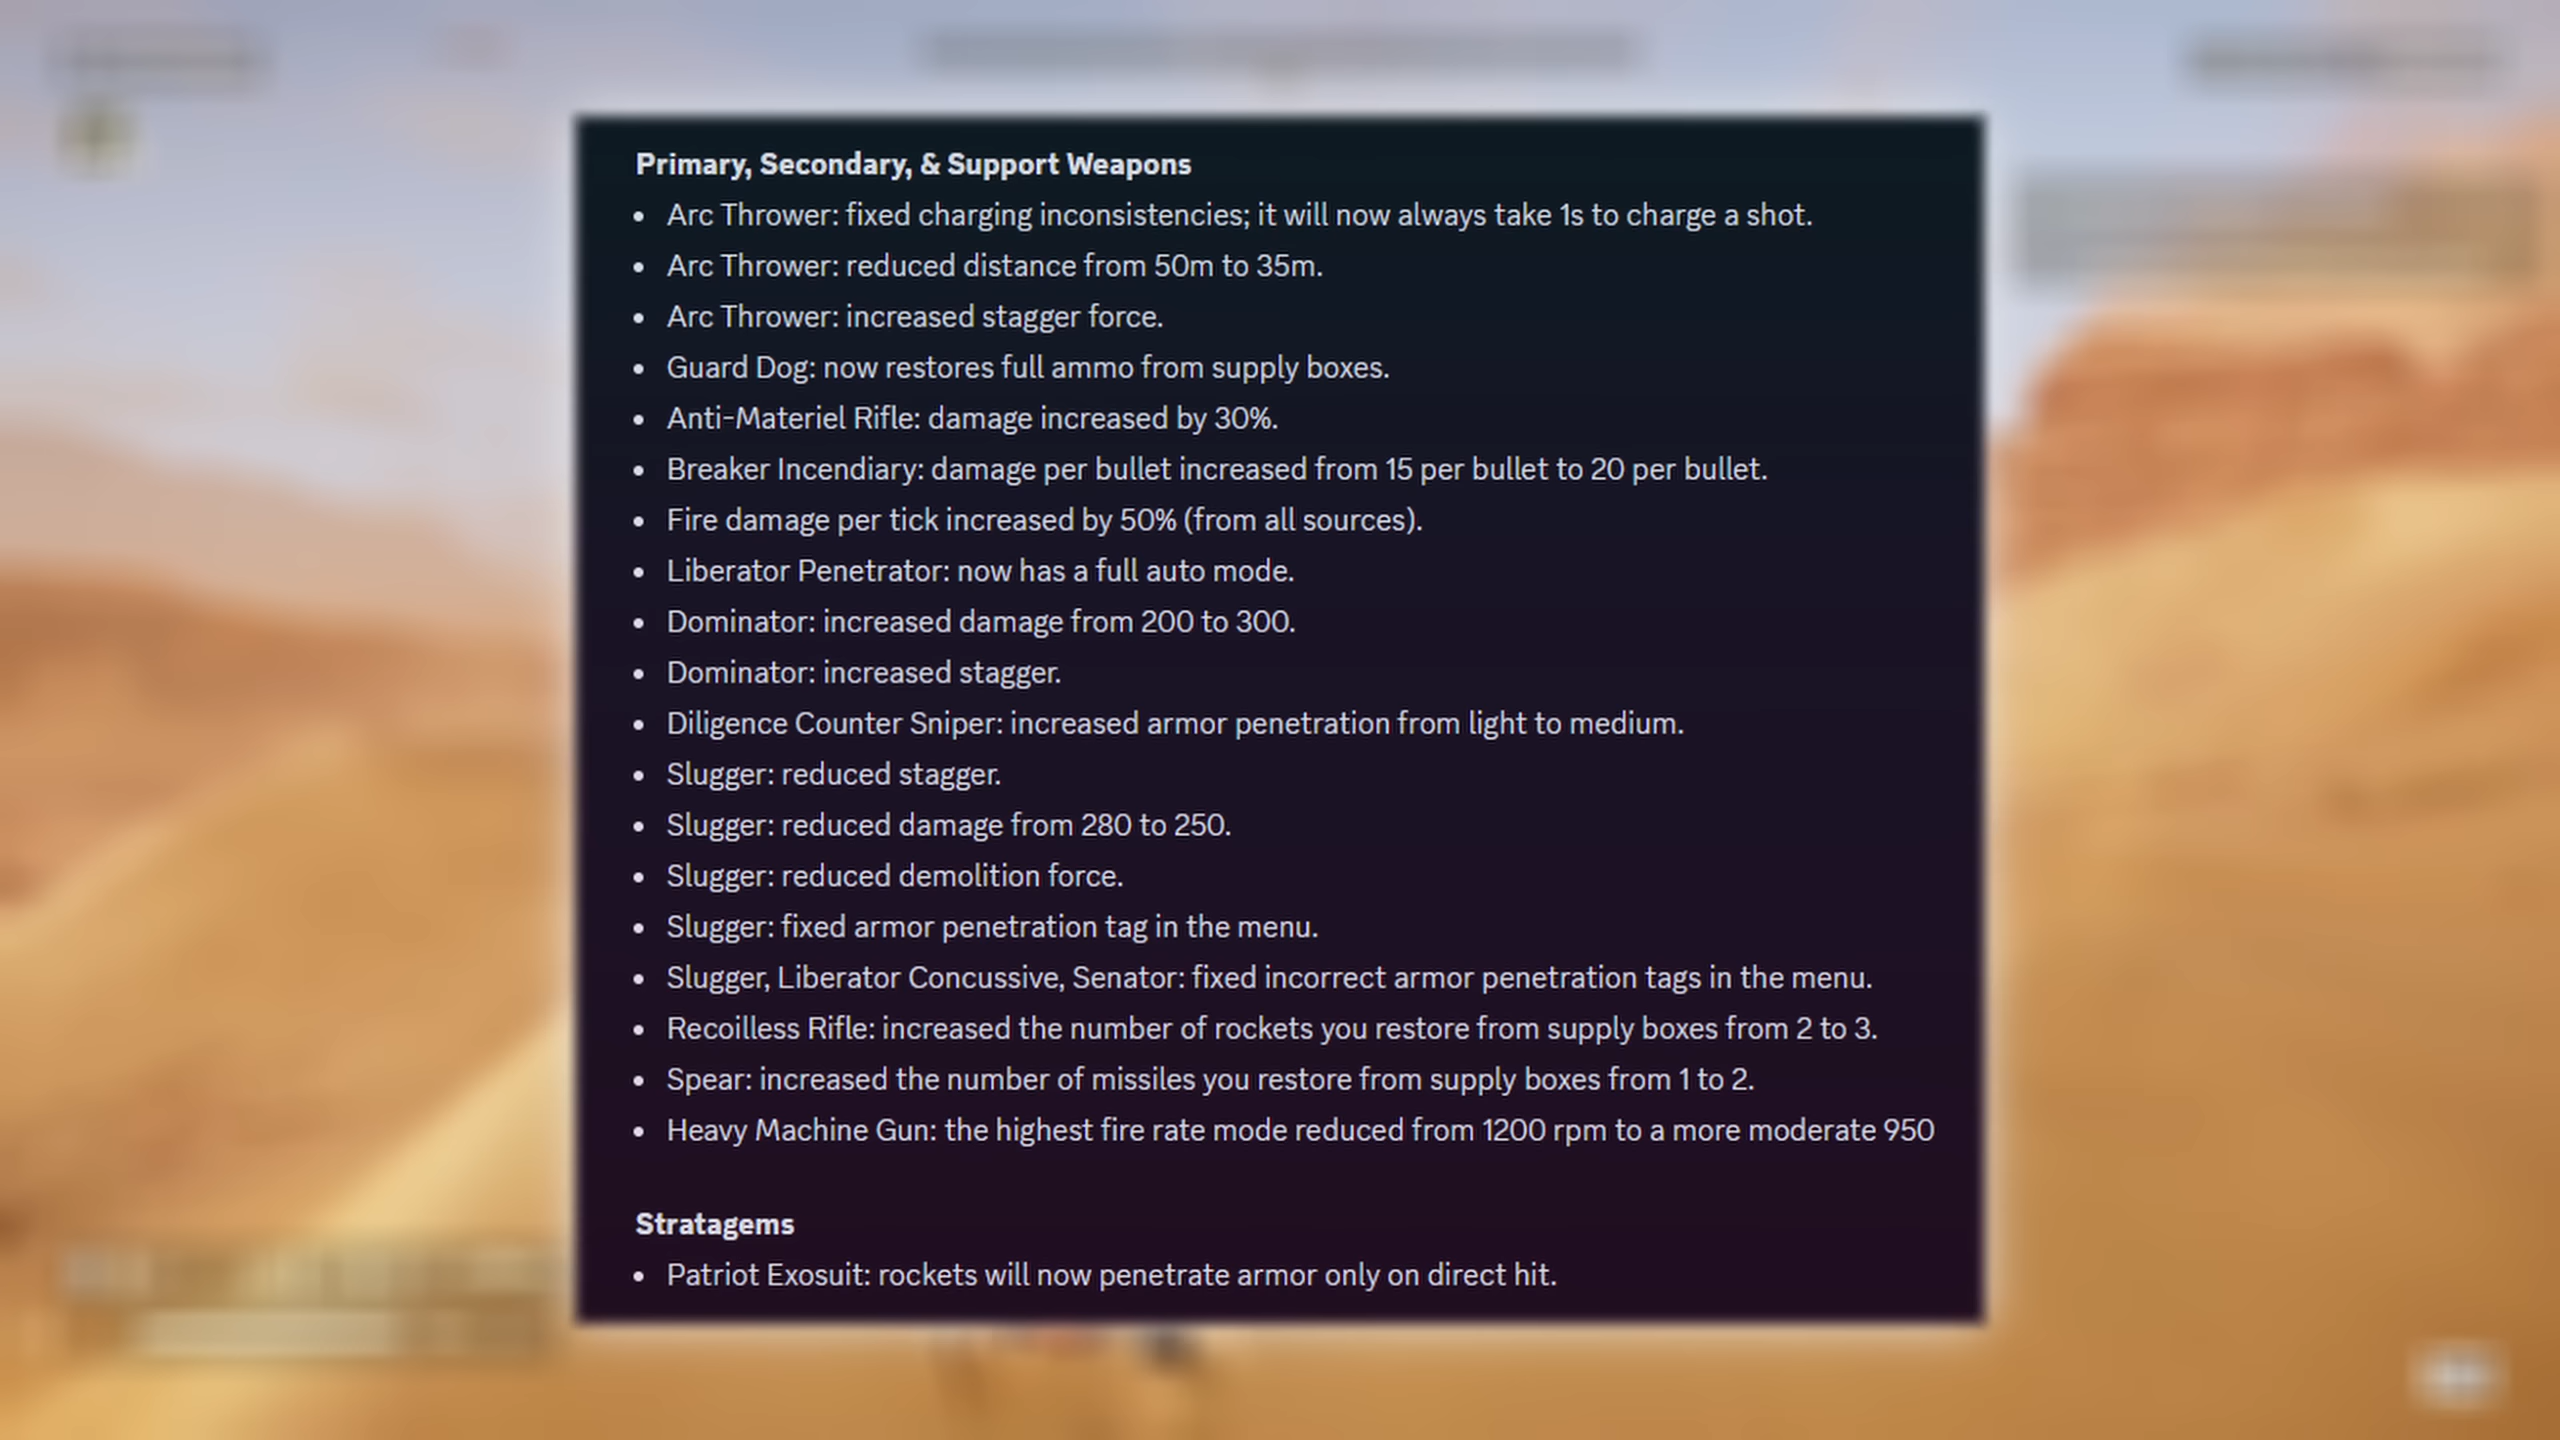 Primary, Secondary, & Support Weapons
• Arc Thrower: fixed charging inconsistencies; it will now always take 1s to charge a shot.
• Arc Thrower: reduced distance from 50m to 35m.
• Arc Thrower: increased stagger force.
• Guard Dog: now restores full ammo from supply boxes.
• Anti-Materiel Rifle: damage increased by 30%.
• Breaker Incendiary: damage per bullet increased from 15 per bullet to 20 per bullet.
• Fire damage per tick increased by 50% (from all sources).
• Liberator Penetrator: now has a full auto mode.
• Dominator: increased damage from 200 to 300.
• Dominator: increased stagger.
• Diligence Counter Sniper: increased armor penetration from light to medium.
• Slugger: reduced stagger.
• Slugger: reduced damage from 280 to 250.
• Slugger: reduced demolition force.
• Slugger: fixed armor penetration tag in the menu.
• Slugger, Liberator Concussive, Senator: fixed incorrect armor penetration tags in the menu.
• Recoilless Rifle: increased the number of rockets you restore from supply boxes from 2 to 3.
• Spear: increased the number of missiles you restore from supply boxes from 1 to 2.
• Heavy Machine Gun: the highest fire rate mode reduced from 1200 rpm to a more moderate 950
Stratagems
• Patriot Exosuit: rockets will now penetrate armor only on direct hit.